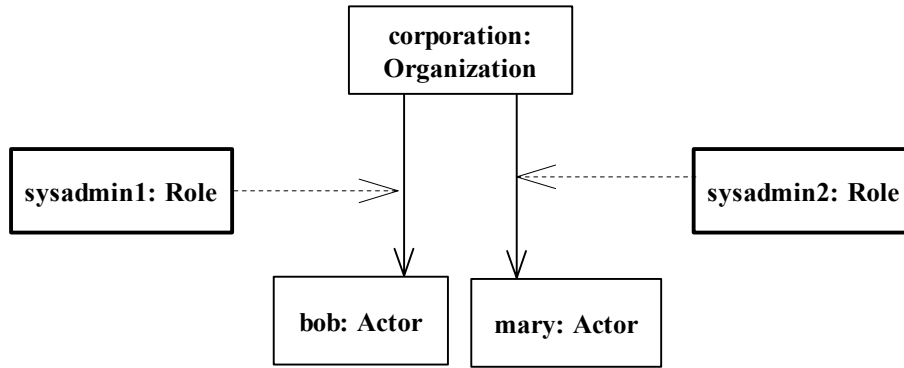 corporation:
Organization
sysadmin1: Role
sysadmin2: Role
bob: Actor
mary: Actor